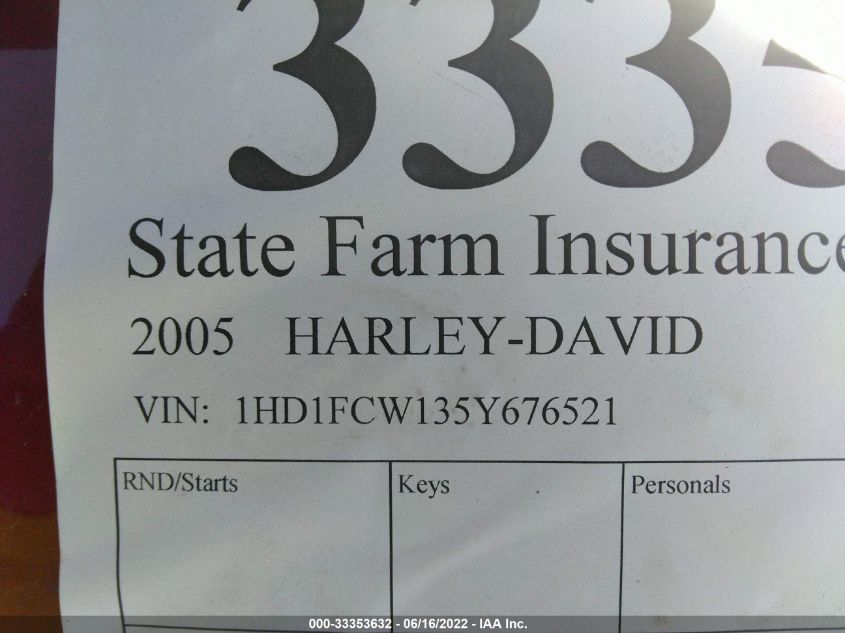 333
State Farm Insurance
2005 HARLEY-DAVID
VIN: 1HD1FCW135Y676521
RND/Starts Keys Personals
000-33353632 - 06/16/2022 - IAA Inc.